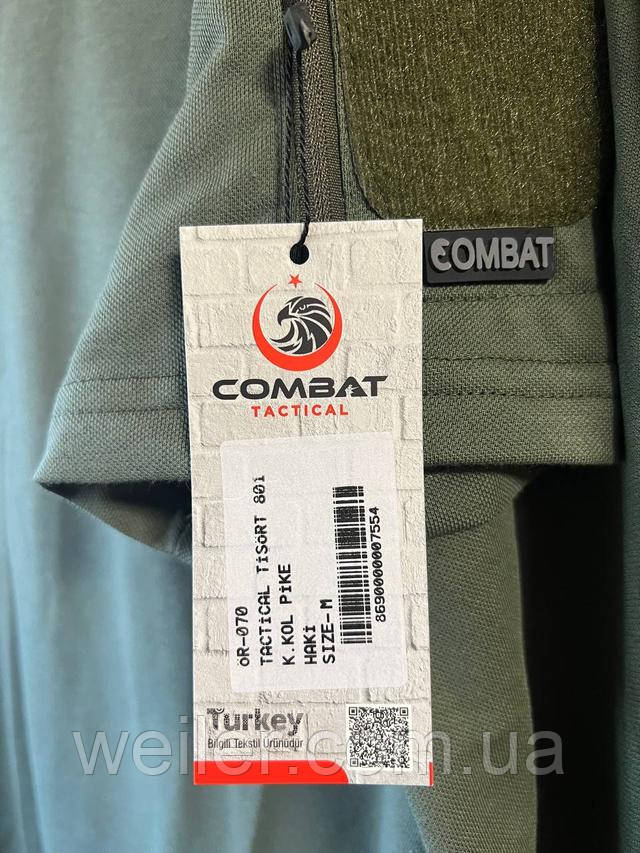 COMBAT
COMBAT
TACTICAL
ÖR-070
TACTiCAL TiSÖRT 801
K.KOL PiKE
HAKi
SIZE-M
8690000007554
Turkey
Bilgili Tekstil Ürünüdür
weiler.com.ua